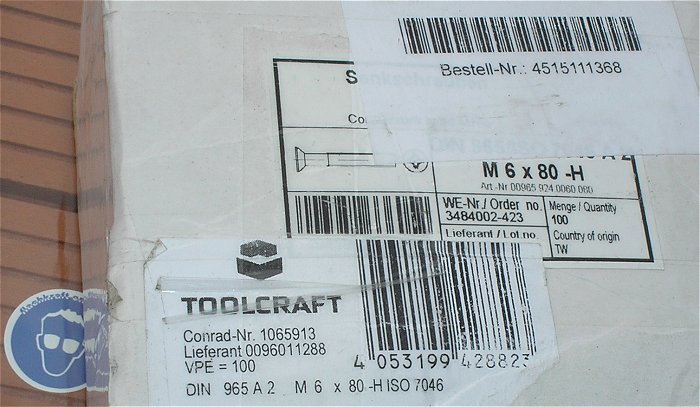 Bestell-Nr.: 4515111368
M 6 x 80 -H
Art.-Nr 00965 924 0060 080
WE-Nr./ Order no.
3484002-423
Menge / Quantity
100
Lieferant / Lot no
Country of origin
TW
TOOLCRAFT
Conrad-Nr. 1065913
Lieferant 0096011288
VPE = 100
4 053199 428823
DIN 965 A 2 M 6 x 80 -H ISO 7046